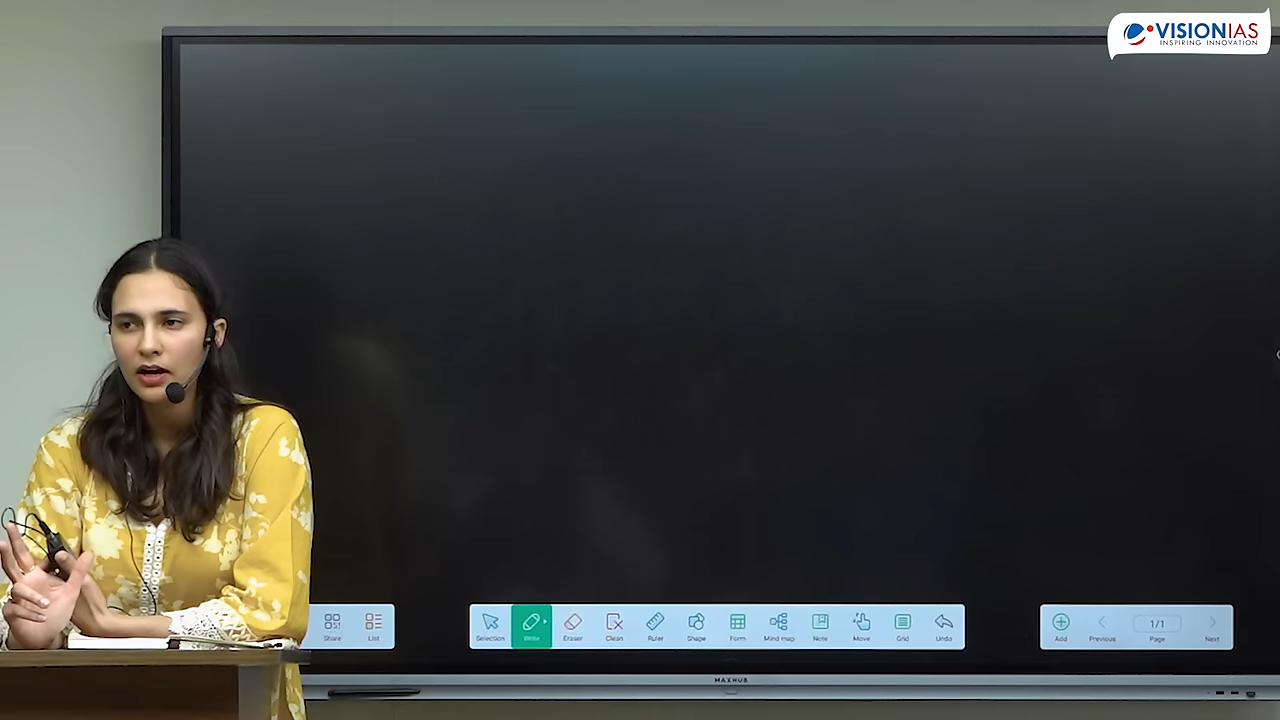 VISIONIAS
INSPIRING INNOVATION
Share
List
Selection
Write
Eraser
Clean
Ruler
Shape
Form
Mind map
Note
Move
Grid
Undo
Add
Previous
1/1
Page
Next
MAXHUB